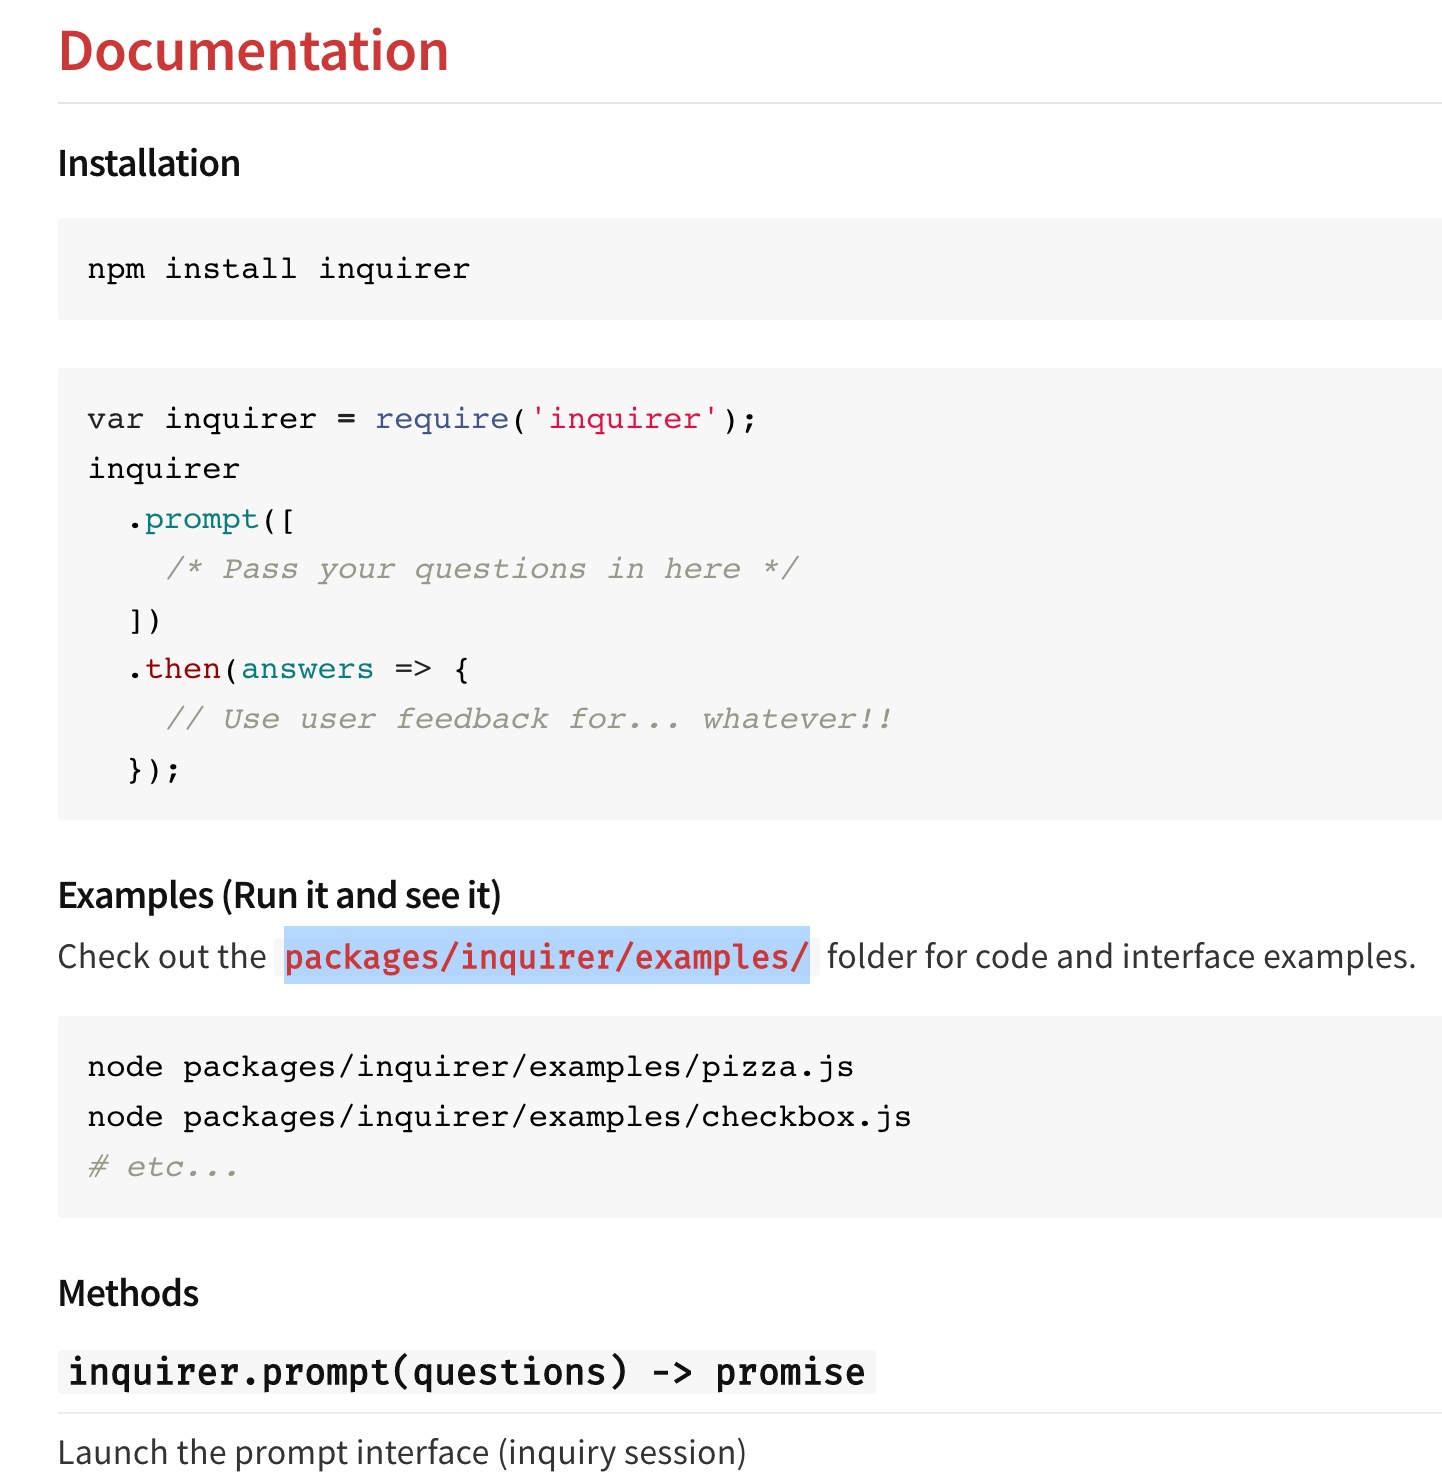 Documentation
Installation
npm install inquirer
var inquirer = require('inquirer');
inquirer
  .prompt([
    /* Pass your questions in here */
  ])
  .then(answers => {
    // Use user feedback for... whatever!!
  });
Examples (Run it and see it)
Check out the packages/inquirer/examples/ folder for code and interface examples.
node packages/inquirer/examples/pizza.js
node packages/inquirer/examples/checkbox.js
# etc...
Methods
inquirer.prompt(questions) -> promise
Launch the prompt interface (inquiry session)